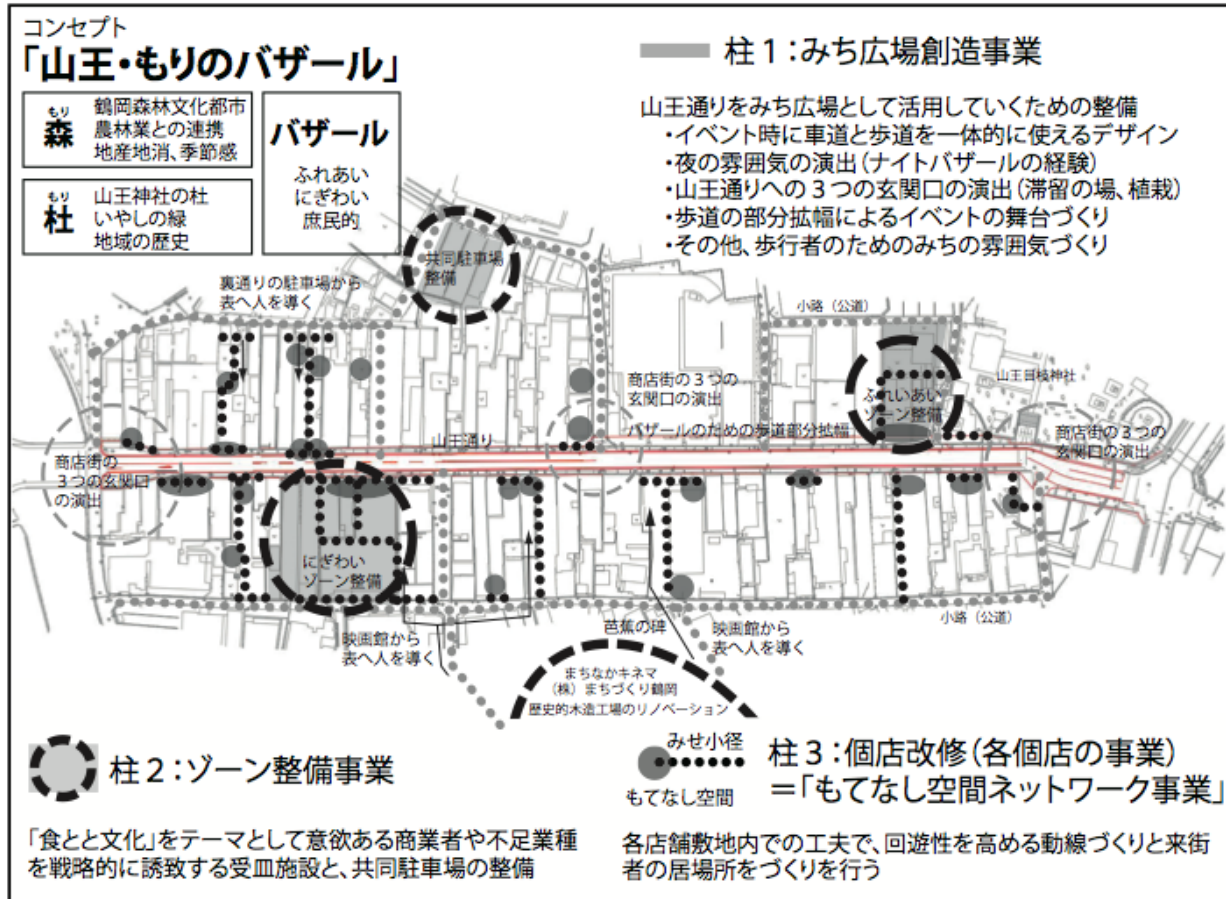 コンセプト
「山王・もりのバザール」
もり
森
鶴岡森林文化都市
農林業との連携
地産地消、季節感
もり
杜
山王神社の杜
いやしの緑
地域の歴史
バザール
ふれあい
にぎわい
庶民的
柱1：みち広場創造事業
山王通りをみち広場として活用していくための整備
・イベント時に車道と歩道を一体的に使えるデザイン
・夜の雰囲気の演出（ナイトバザールの経験）
・山王通りへの3つの玄関口の演出（滞留の場、植栽）
・歩道の部分拡幅によるイベントの舞台づくり
・その他、歩行者のためのみちの雰囲気づくり
共同駐車場
整備
裏通りの駐車場から
表へ人を導く
小路（公道）
商店街の3つの
玄関口の演出
ふれいあい
ゾーン整備
山王日枝神社
山王通り
バザールのための歩道部分拡幅
商店街の3つの
玄関口の演出
商店街の
3つの玄関口
の演出
にぎわい
ゾーン整備
小路（公道）
映画館から
表へ人を導く
芭蕉の碑
映画館から
表へ人を導く
まちなかキネマ
（株）まちづくり鶴岡
歴史的木造工場のリノベーション
柱2：ゾーン整備事業
「食とと文化」をテーマとして意欲ある商業者や不足業種
を戦略的に誘致する受皿施設と、共同駐車場の整備
みせ小径
もてなし空間
柱3：個店改修（各個店の事業）
＝「もてなし空間ネットワーク事業」
各店舗敷地内での工夫で、回遊性を高める動線づくりと来街
者の居場所をづくりを行う